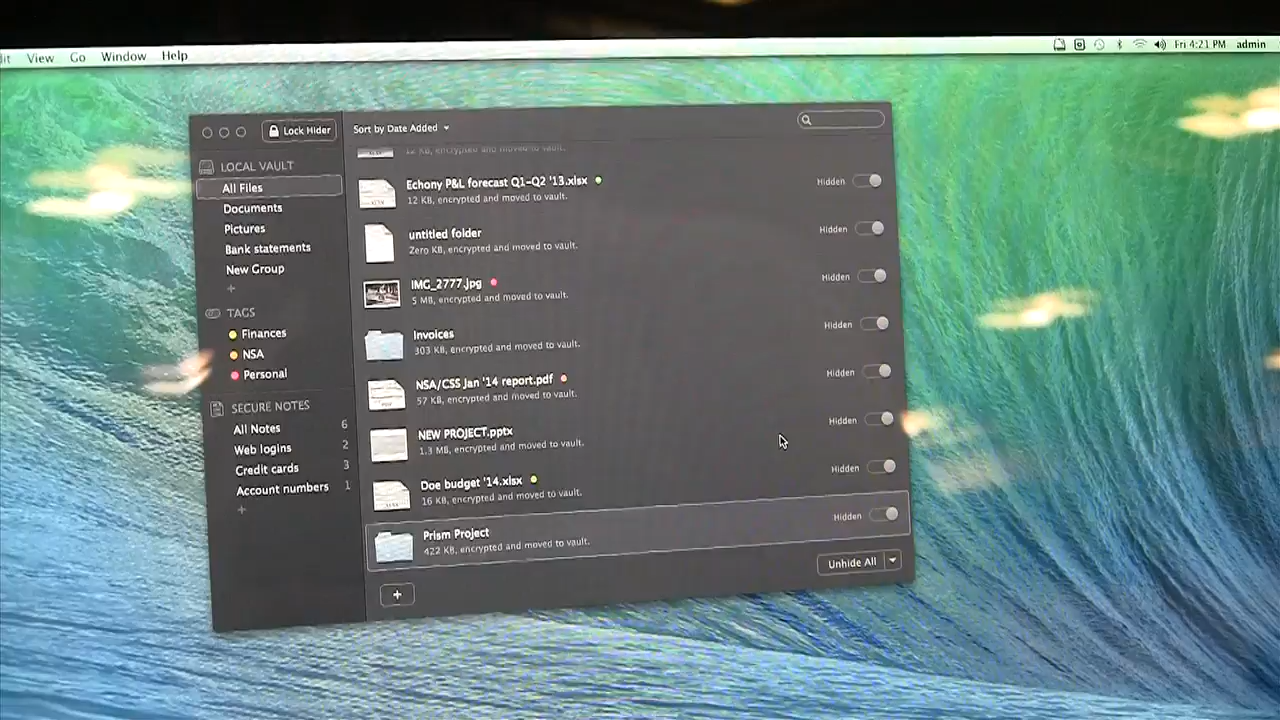 View Go Window Help
Fri 4:21 PM admin
Lock Hider
Sort by Date Added
LOCAL VAULT
All Files
Documents
Pictures
Bank statements
New Group
+
TAGS
Finances
NSA
Personal
SECURE NOTES
All Notes 6
Web logins 2
Credit cards 3
Account numbers 1
+
12 KB, encrypted and moved to vault.
Echony P&L forecast Q1-Q2 '13.xlsx
12 KB, encrypted and moved to vault.
Hidden
untitled folder
Zero KB, encrypted and moved to vault.
Hidden
IMG_2777.jpg
5 MB, encrypted and moved to vault.
Hidden
Invoices
303 KB, encrypted and moved to vault.
Hidden
NSA/CSS Jan '14 report.pdf
57 KB, encrypted and moved to vault.
Hidden
NEW PROJECT.pptx
1.3 MB, encrypted and moved to vault.
Hidden
Doe budget '14.xlsx
16 KB, encrypted and moved to vault.
Hidden
Prism Project
422 KB, encrypted and moved to vault.
Hidden
+
Unhide All